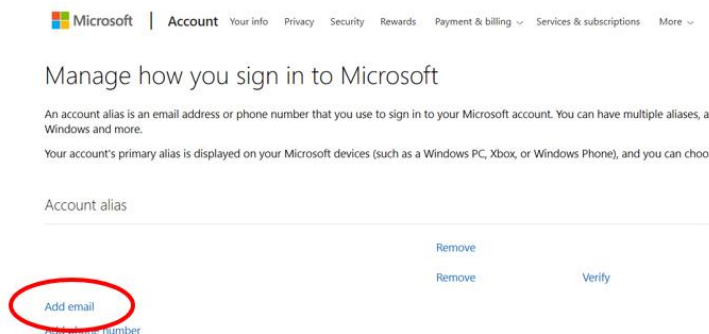 Microsoft | Account Your info Privacy Security Rewards Payment & billing Services & subscriptions More
Manage how you sign in to Microsoft
An account alias is an email address or phone number that you use to sign in to your Microsoft account. You can have multiple aliases, a
Windows and more.
Your account's primary alias is displayed on your Microsoft devices (such as a Windows PC, Xbox, or Windows Phone), and you can choo
Account alias
Remove
Remove Verify
Add email
Add phone number